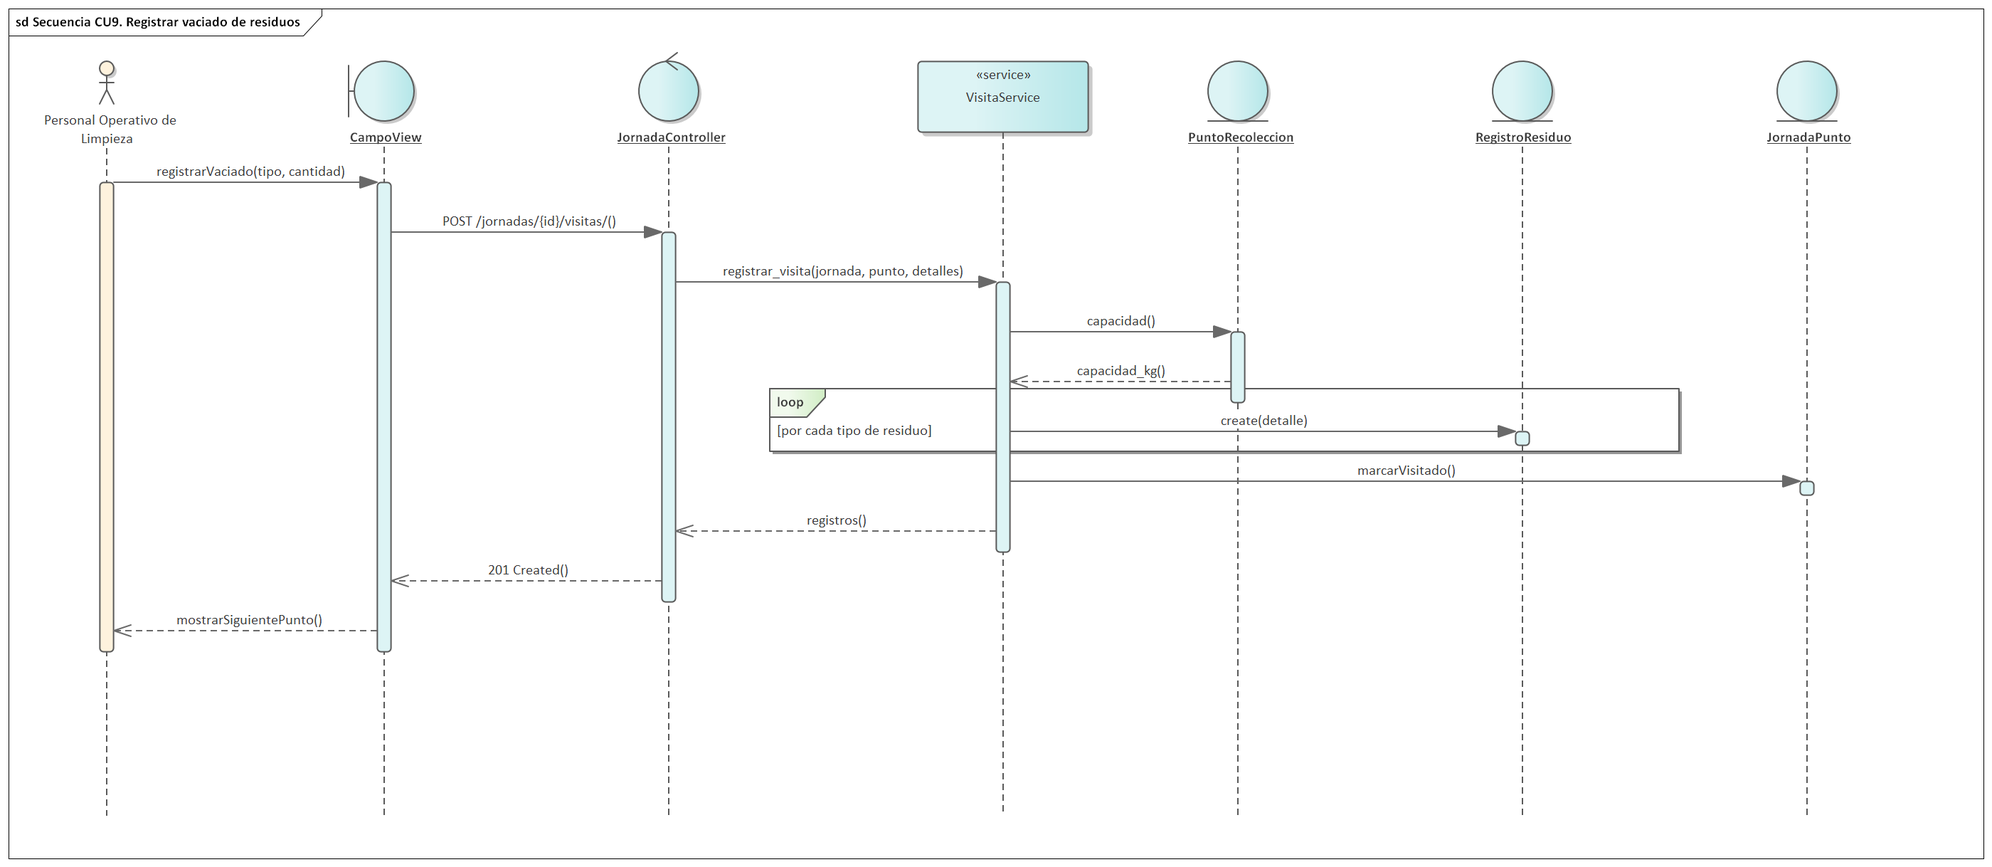 sd Secuencia CU9. Registrar vaciado de residuos
Personal Operativo de
Limpieza
CampoView
JornadaController
«service»
VisitaService
PuntoRecoleccion
RegistroResiduo
JornadaPunto
registrarVaciado(tipo, cantidad)
POST /jornadas/{id}/visitas/()
registrar_visita(jornada, punto, detalles)
capacidad()
capacidad_kg()
loop
[por cada tipo de residuo]
create(detalle)
marcarVisitado()
registros()
201 Created()
mostrarSiguientePunto()